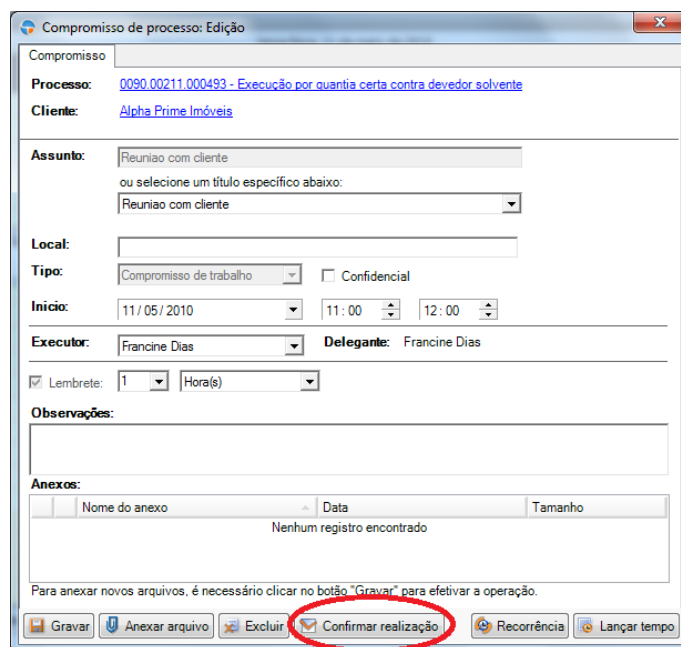 Compromisso de processo: Edição
Compromisso
Processo: 0090.00211.000493 - Execução por quantia certa contra devedor solvente
Cliente: Alpha Prime Imóveis
Assunto: Reuniao com cliente
ou selecione um título específico abaixo:
Reuniao com cliente
Local:
Tipo: Compromisso de trabalho Confidencial
Inicio: 11/05/2010 11:00 12:00
Executor: Francine Dias Delegante: Francine Dias
Lembrete: 1 Hora(s)
Observações:
Anexos:
Nome do anexo Data Tamanho
Nenhum registro encontrado
Para anexar novos arquivos, é necessário clicar no botão "Gravar" para efetivar a operação.
Gravar Anexar arquivo Excluir Confirmar realização Recorrência Lançar tempo